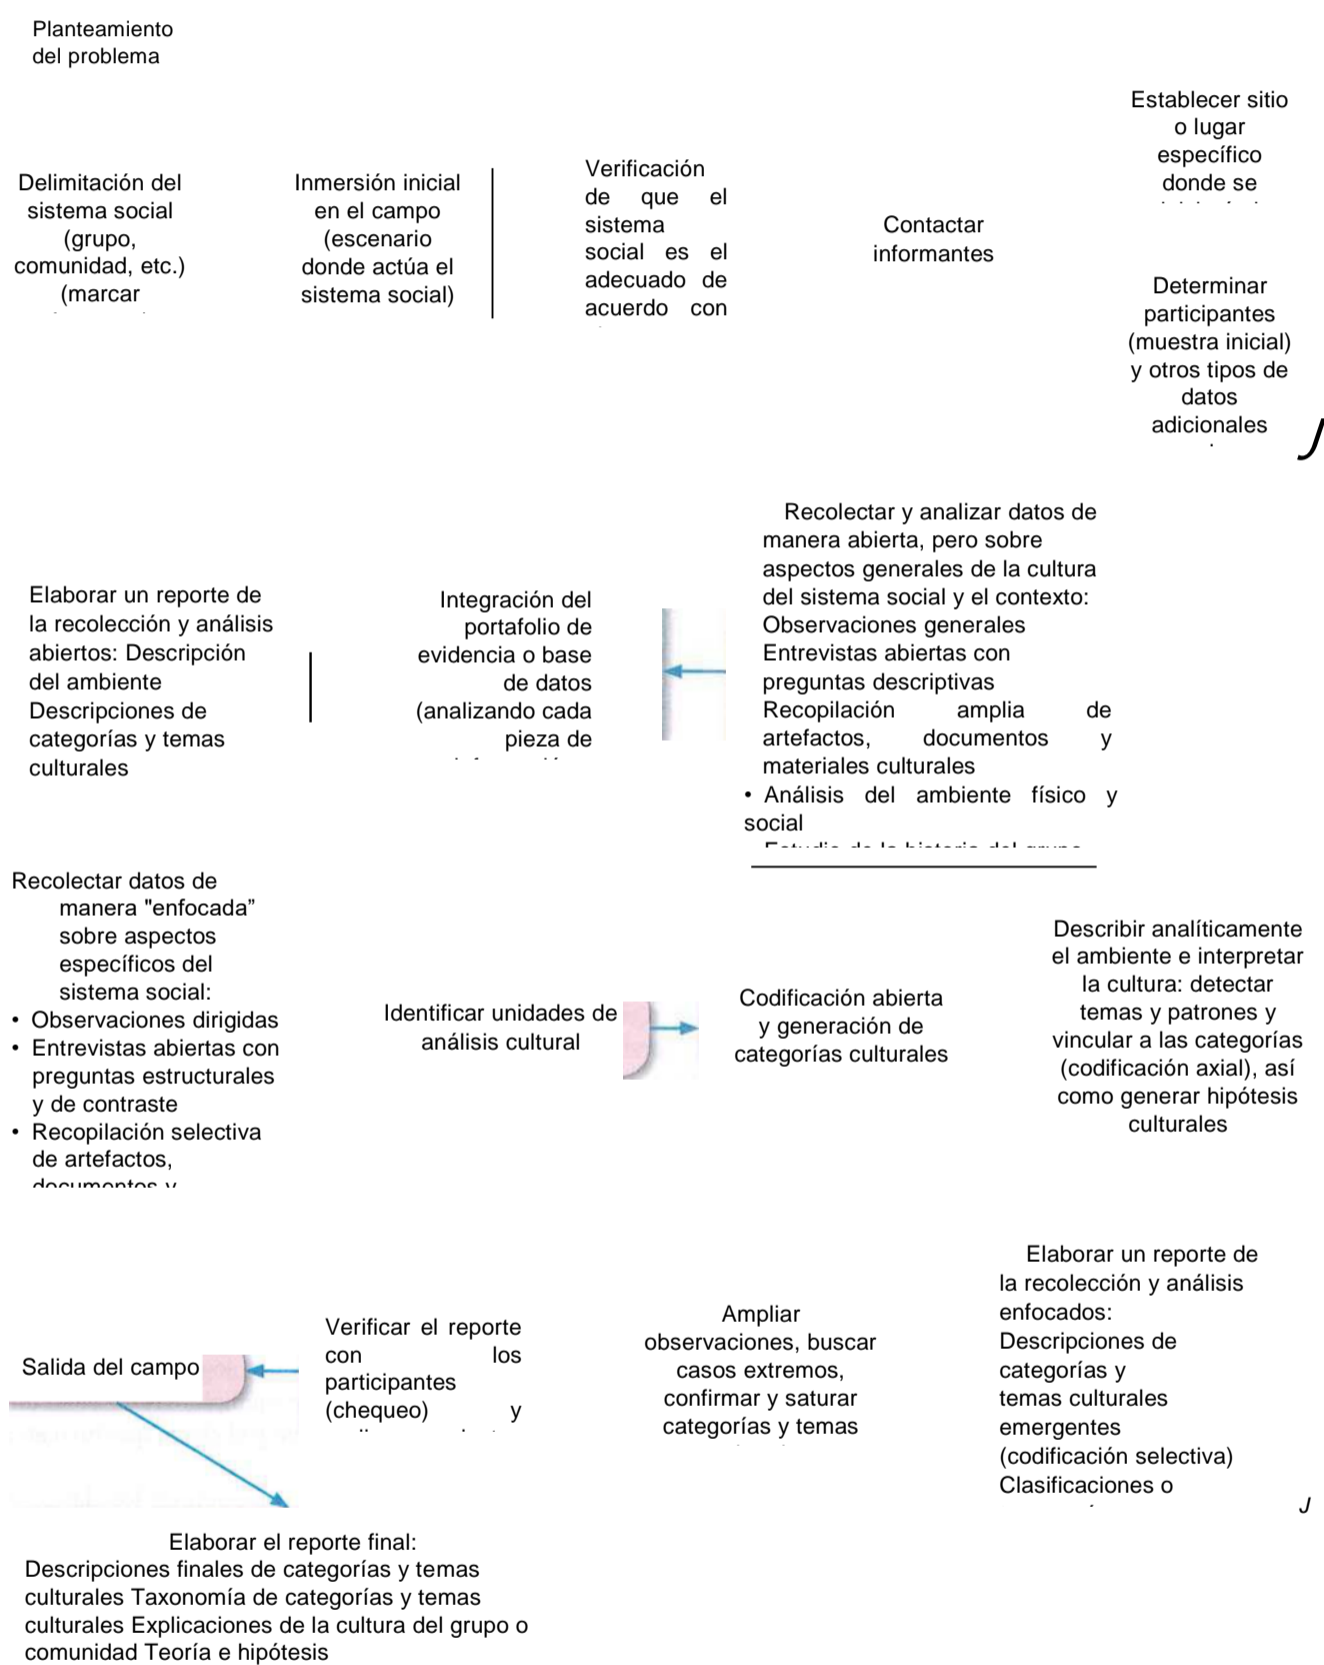 Planteamiento
del problema
Delimitación del
sistema social
(grupo,
comunidad, etc.)
(marcar
Inmersión inicial
en el campo
(escenario
donde actúa el
sistema social)
Verificación
de que el
sistema
social es el
adecuado de
acuerdo con
Contactar
informantes
Establecer sitio
o lugar
específico
donde se
Determinar
participantes
(muestra inicial)
y otros tipos de
datos
adicionales
J
Recolectar y analizar datos de
manera abierta, pero sobre
aspectos generales de la cultura
del sistema social y el contexto:
Observaciones generales
Entrevistas abiertas con
preguntas descriptivas
Recopilación amplia de
artefactos, documentos y
materiales culturales
• Análisis del ambiente físico y
social
Estudio de la historia del grupo
Integración del
portafolio de
evidencia o base
de datos
(analizando cada
pieza de
Elaborar un reporte de
la recolección y análisis
abiertos: Descripción
del ambiente
Descripciones de
categorías y temas
culturales
Recolectar datos de
manera "enfocada”
sobre aspectos
específicos del
sistema social:
• Observaciones dirigidas
• Entrevistas abiertas con
preguntas estructurales
y de contraste
• Recopilación selectiva
de artefactos,
documentos y
Identificar unidades de
análisis cultural
Codificación abierta
y generación de
categorías culturales
Describir analíticamente
el ambiente e interpretar
la cultura: detectar
temas y patrones y
vincular a las categorías
(codificación axial), así
como generar hipótesis
culturales
Elaborar un reporte de
la recolección y análisis
enfocados:
Descripciones de
categorías y
temas culturales
emergentes
(codificación selectiva)
Clasificaciones o
J
Ampliar
observaciones, buscar
casos extremos,
confirmar y saturar
categorías y temas
Verificar el reporte
con los
participantes
(chequeo) y
Salida del campo
Elaborar el reporte final:
Descripciones finales de categorías y temas
culturales Taxonomía de categorías y temas
culturales Explicaciones de la cultura del grupo o
comunidad Teoría e hipótesis